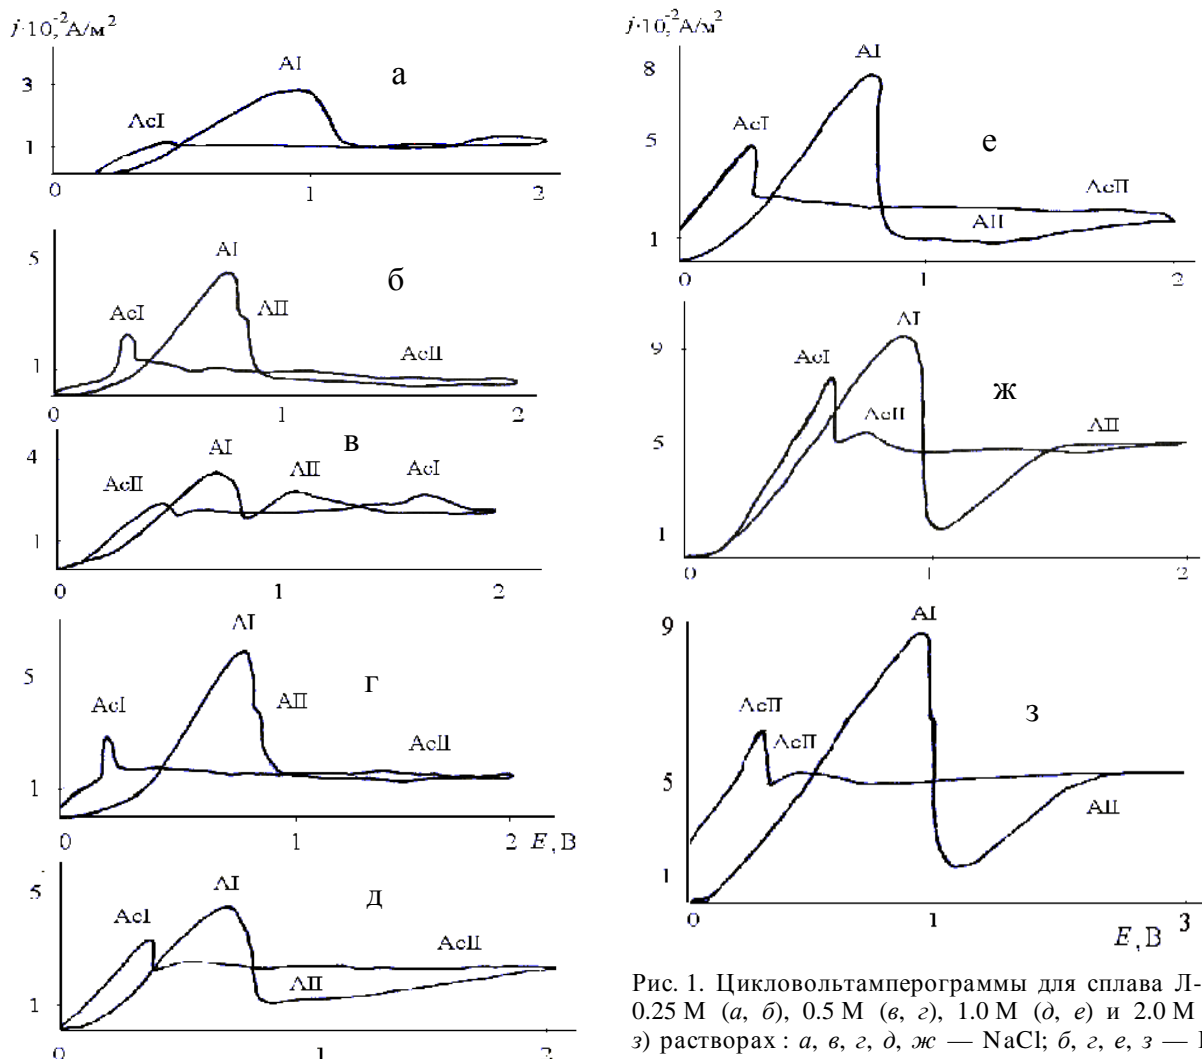 j·10,⁻²А/м²
3
1
AI
а
AcI
0
1
2
5
1
AI
б
AcI
AII
AcII
0
1
2
4
1
AI
в
AcII
AII
AcI
0
1
2
5
1
AI
г
AcI
AII
AcII
0
1
2 E, В
5
1
AI
д
AcI
AcII
AII
0
1
2
j·10,⁻²А/м²
8
5
1
AI
е
AcI
AcII
AII
0
1
2
9
5
1
AI
ж
AcI
AcII
AII
0
1
2
9
5
1
AI
з
AcII
AcII
AII
0
1
3
E, В
Рис. 1. Цикловольтамперограммы для сплава Л-
0.25 М (а, б), 0.5 М (в, г), 1.0 М (д, е) и 2.0 М
з) растворах : а, в, г, д, ж — NaCl; б, г, е, з —